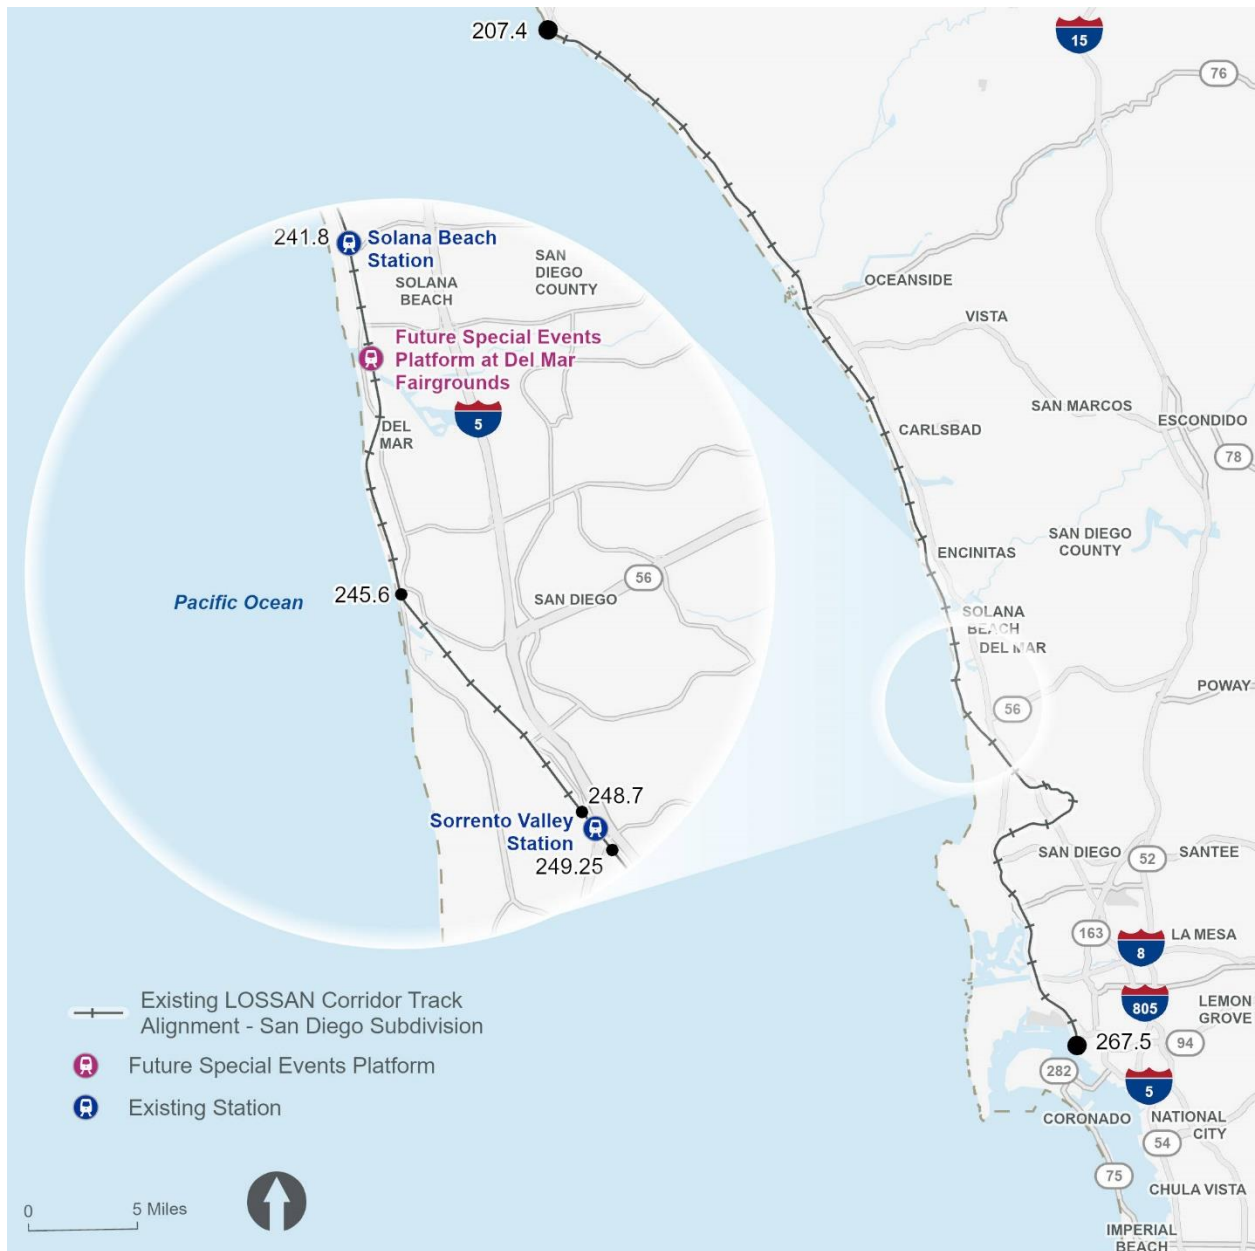 207.4
15
76
241.8
Solana Beach
Station
SOLANA
BEACH
SAN
DIEGO
COUNTY
Future Special Events
Platform at Del Mar
Fairgrounds
5
DEL
MAR
56
SAN DIEGO
Pacific Ocean
245.6
248.7
Sorrento Valley
Station
249.25
OCEANSIDE
VISTA
SAN MARCOS
ESCONDIDO
CARLSBAD
78
SAN DIEGO
COUNTY
ENCINITAS
SOLANA
BEACH
DEL MAR
POWAY
56
SAN DIEGO
52
SANTEE
163
8
LA MESA
805
LEMON
GROVE
267.5
94
282
5
CORONADO
NATIONAL
CITY
54
75
CHULA VISTA
IMPERIAL
BEACH
Existing LOSSAN Corridor Track
Alignment - San Diego Subdivision
Future Special Events Platform
Existing Station
0
5 Miles